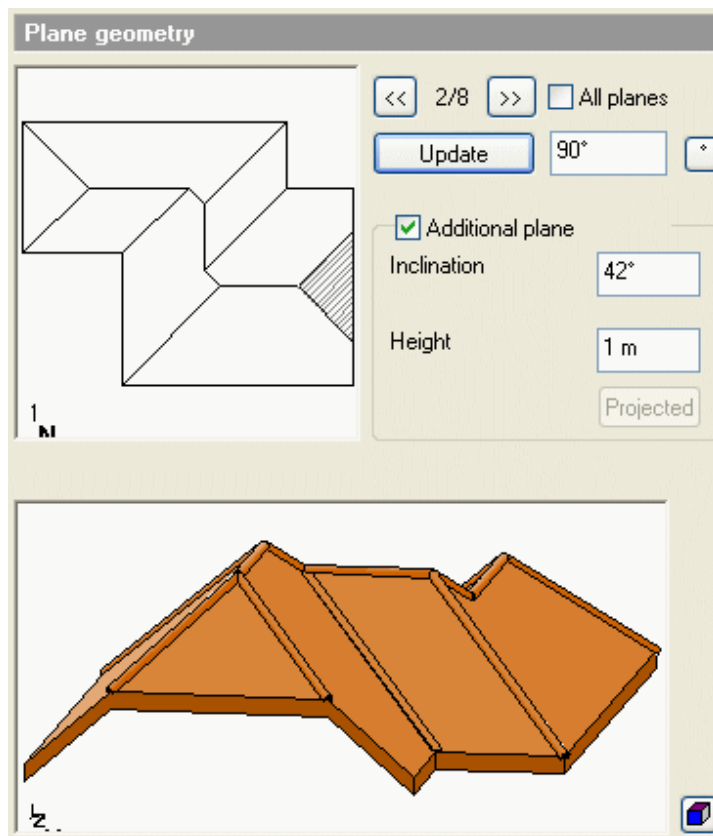 Plane geometry
<< 2/8 >> All planes
Update 90° °
Additional plane
Inclination 42°
Height 1 m
Projected
1
N
z